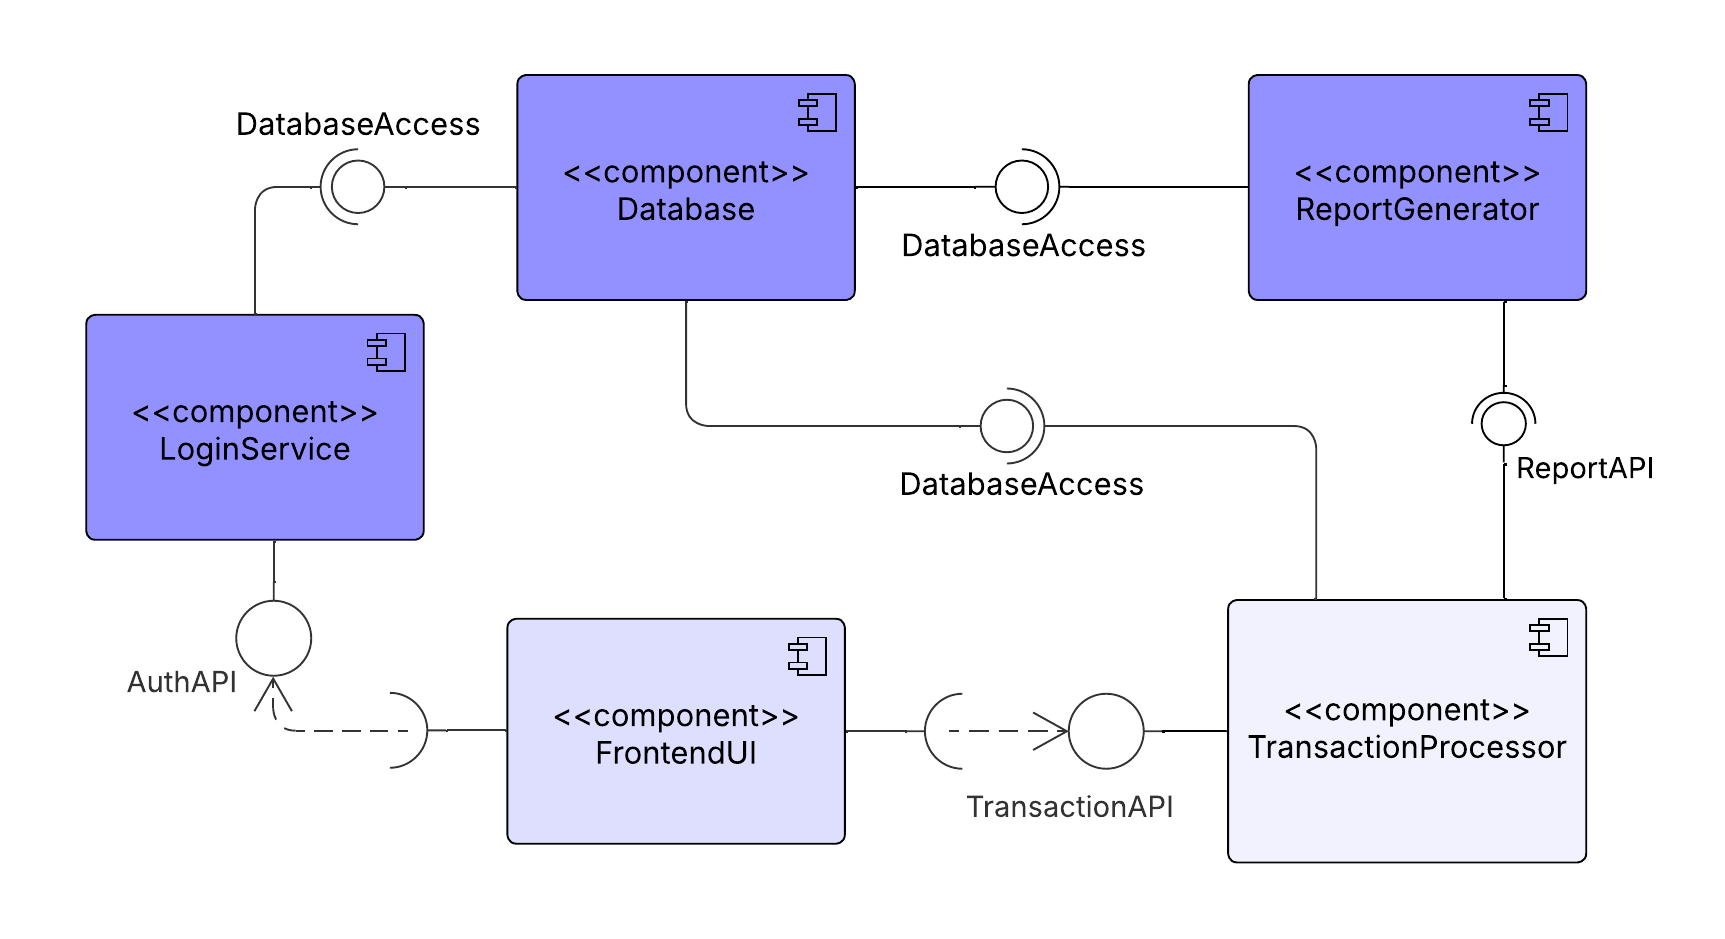 DatabaseAccess
<<component>>
Database
<<component>>
ReportGenerator
DatabaseAccess
<<component>>
LoginService
DatabaseAccess
ReportAPI
AuthAPI
<<component>>
FrontendUI
<<component>>
TransactionProcessor
TransactionAPI